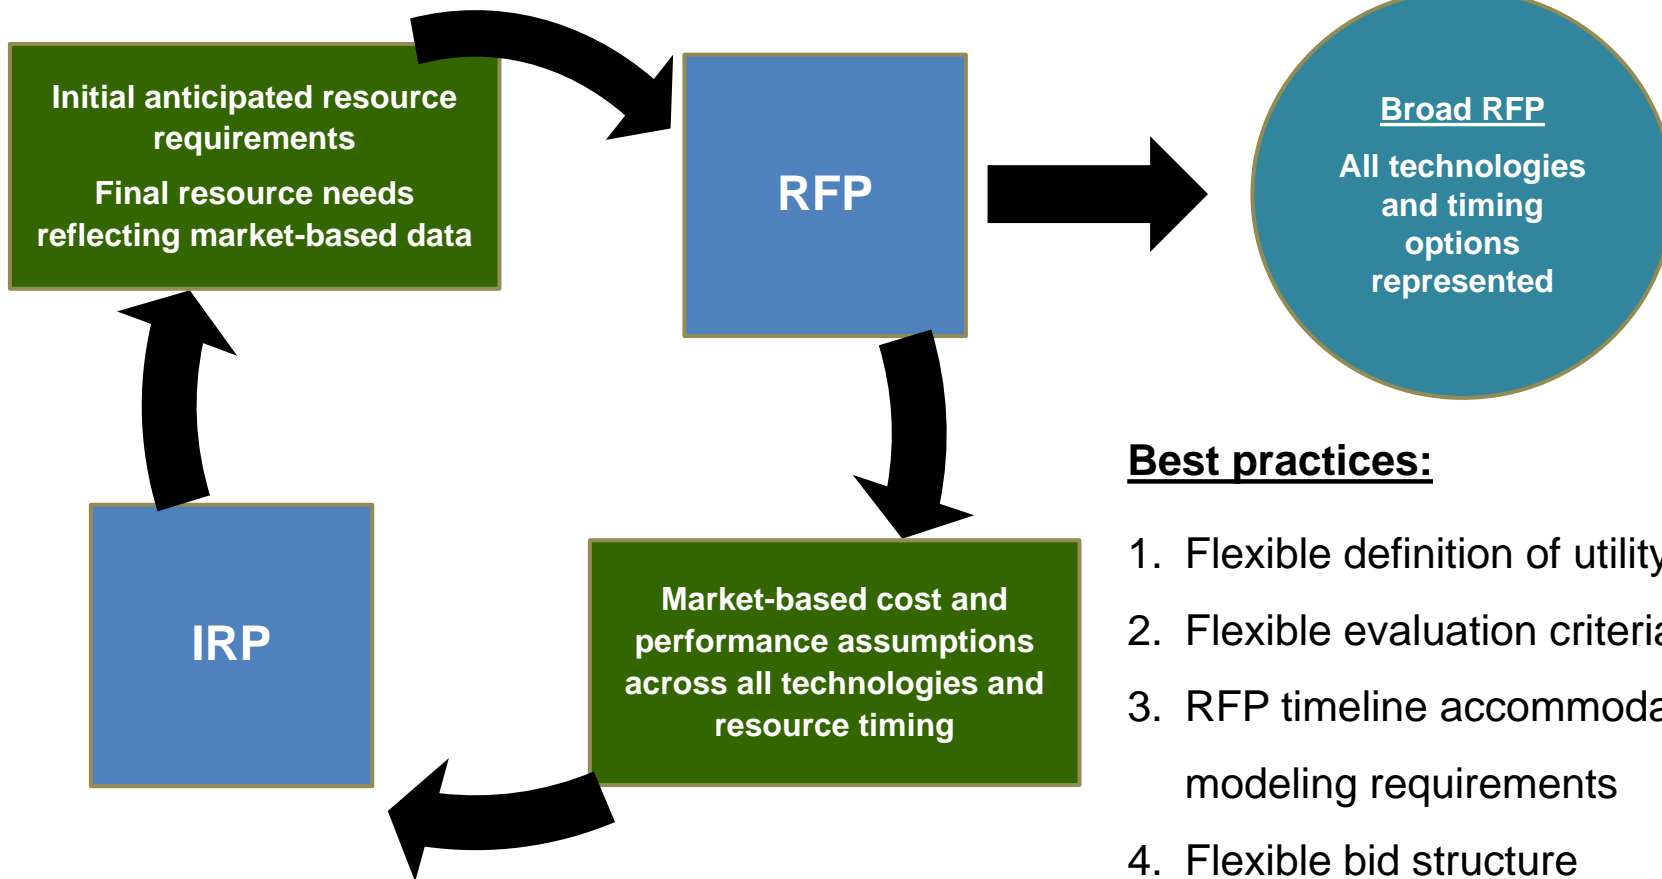 Initial anticipated resource
requirements
Final resource needs
reflecting market-based data
RFP
Broad RFP
All technologies
and timing
options
represented
IRP
Market-based cost and
performance assumptions
across all technologies and
resource timing
Best practices:
1. Flexible definition of utility
2. Flexible evaluation criteria
3. RFP timeline
modeling requirements
4. Flexible bid structure